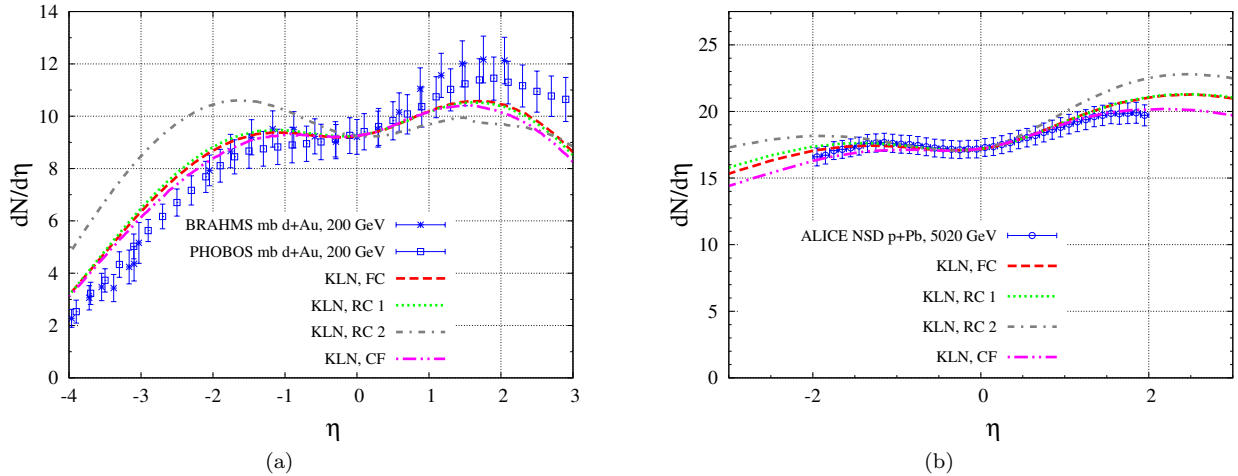 14
12
10
8
6
4
2
0
dN/dη
BRAHMS mb d+Au, 200 GeV
PHOBOS mb d+Au, 200 GeV
KLN, FC
KLN, RC 1
KLN, RC 2
KLN, CF
-4 -3 -2 -1 0 1 2 3
η
(a)
25
20
15
10
5
0
dN/dη
ALICE NSD p+Pb, 5020 GeV
KLN, FC
KLN, RC 1
KLN, RC 2
KLN, CF
-2 0 2
η
(b)